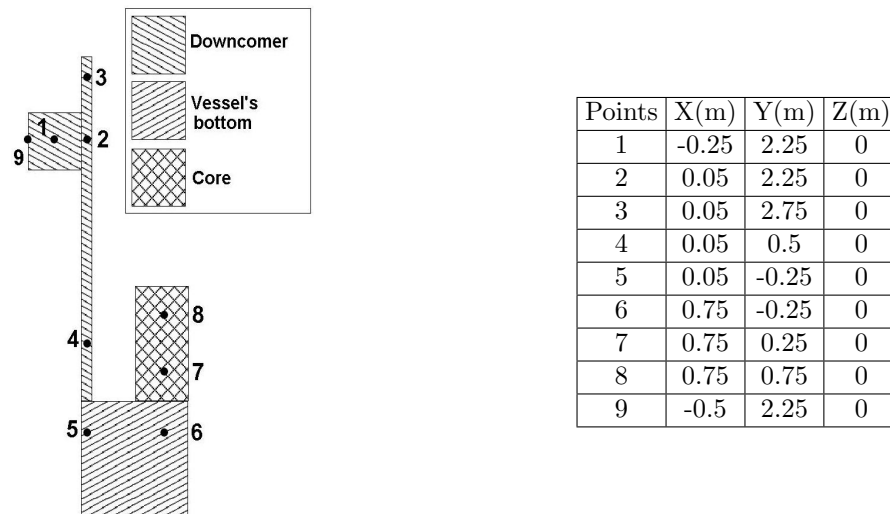 Downcomer
Vessel's
bottom
Core
3
1
2
9
4
8
7
5
6
Points X(m) Y(m) Z(m)
1 -0.25 2.25 0
2 0.05 2.25 0
3 0.05 2.75 0
4 0.05 0.5 0
5 0.05 -0.25 0
6 0.75 -0.25 0
7 0.75 0.25 0
8 0.75 0.75 0
9 -0.5 2.25 0